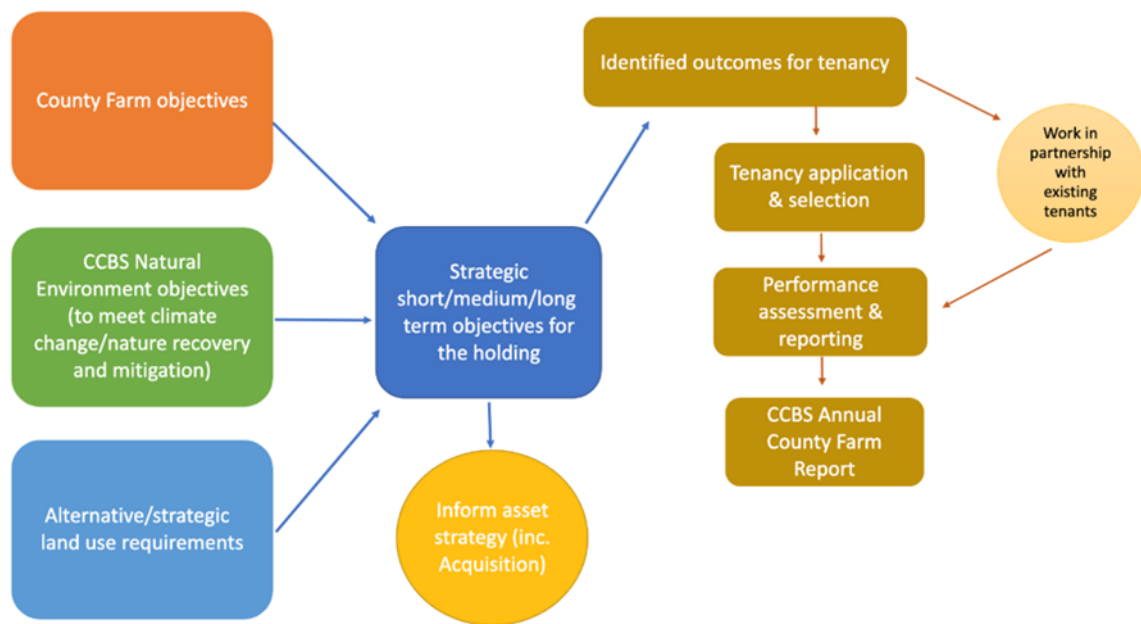 County Farm objectives
CCBS Natural
Environment objectives
(to meet climate
change/nature recovery
and mitigation)
Alternative/strategic
land use requirements
Strategic
short/medium/long
term objectives for
the holding
Inform asset
strategy (inc.
Acquisition)
Identified outcomes for tenancy
Tenancy application
& selection
Work in
partnership
with
existing
tenants
Performance
assessment &
reporting
CCBS Annual
County Farm
Report